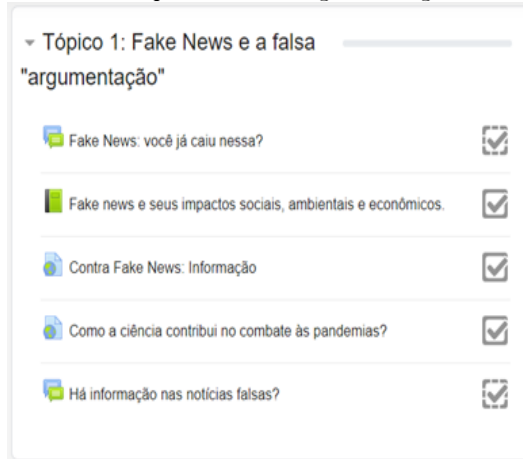 Tópico 1: Fake News e a falsa
"argumentação"
Fake News: você já caiu nessa?
Fake news e seus impactos sociais, ambientais e econômicos.
Contra Fake News: Informação
Como a ciência contribui no combate às pandemias?
Há informação nas notícias falsas?